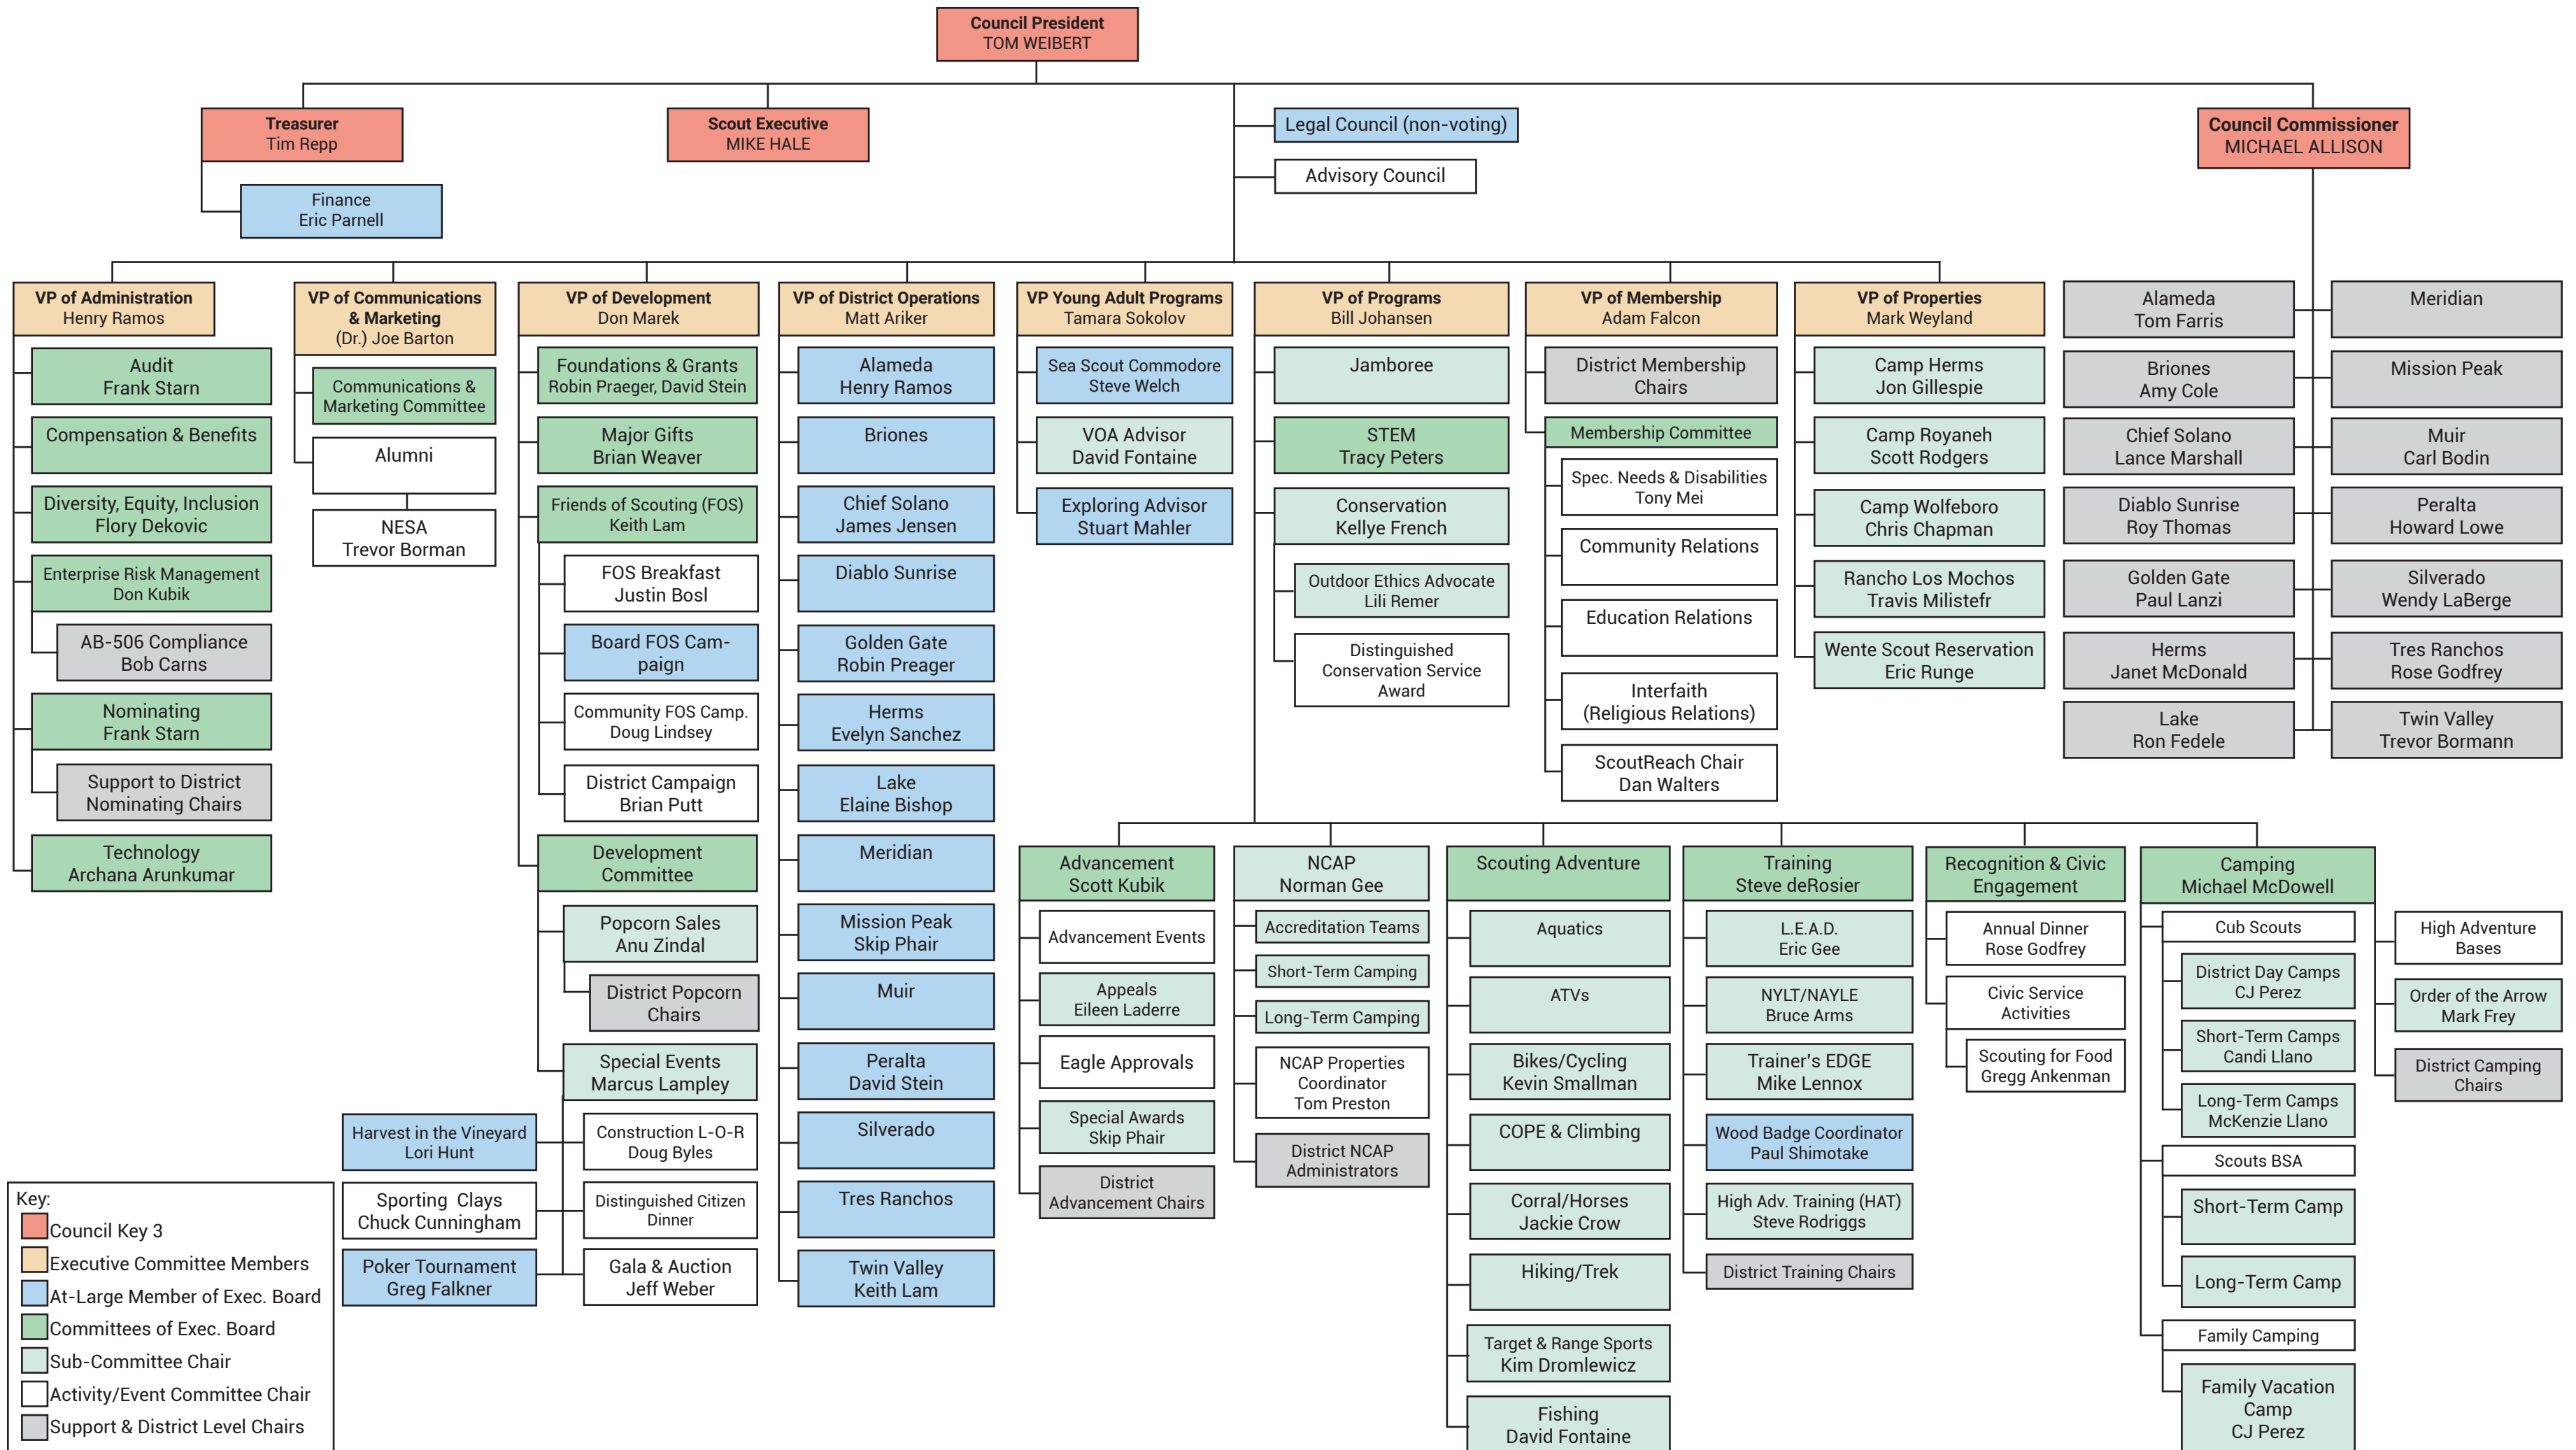 Council President
TOM WEIBERT
Treasurer
Tim Repp
Finance
Eric Parnell
Scout Executive
MIKE HALE
Legal Council (non-voting)
Advisory Council
Council Commissioner
MICHAEL ALLISON
VP of Administration
Henry Ramos
Audit
Frank Starn
Compensation & Benefits
Diversity, Equity, Inclusion
Flory Dekovic
Enterprise Risk Management
Don Kubik
AB-506 Compliance
Bob Carns
Nominating
Frank Starn
Support to District
Nominating Chairs
Technology
Archana Arunkumar
VP of Communications
& Marketing
(Dr.) Joe Barton
Communications &
Marketing Committee
Alumni
NESA
Trevor Borman
VP of Development
Don Marek
Foundations & Grants
Robin Praeger, David Stein
Major Gifts
Brian Weaver
Friends of Scouting (FOS)
Keith Lam
FOS Breakfast
Justin Bosl
Board FOS Cam-
paign
Community FOS Camp.
Doug Lindsey
District Campaign
Brian Putt
Development
Committee
Popcorn Sales
Anu Zindal
District Popcorn
Chairs
Special Events
Marcus Lampley
Harvest in the Vineyard
Lori Hunt
Construction L-O-R
Doug Byles
Sporting  Clays
Chuck Cunningham
Distinguished Citizen
Dinner
Poker Tournament
Greg Falkner
Gala & Auction
Jeff Weber
VP of District Operations
Matt Ariker
Alameda
Henry Ramos
Briones
Chief Solano
James Jensen
Diablo Sunrise
Golden Gate
Robin Preager
Herms
Evelyn Sanchez
Lake
Elaine Bishop
Meridian
Mission Peak
Skip Phair
Muir
Peralta
David Stein
Silverado
Tres Ranchos
Twin Valley
Keith Lam
VP Young Adult Programs
Tamara Sokolov
Sea Scout Commodore
Steve Welch
VOA Advisor
David Fontaine
Exploring Advisor
Stuart Mahler
VP of Programs
Bill Johansen
Jamboree
STEM
Tracy Peters
Conservation
Kellye French
Outdoor Ethics Advocate
Lili Remer
Distinguished
Conservation Service
Award
VP of Membership
Adam Falcon
District Membership
Chairs
Membership Committee
Spec. Needs & Disabilities
Tony Mei
Community Relations
Education Relations
Interfaith
(Religious Relations)
ScoutReach Chair
Dan Walters
VP of Properties
Mark Weyland
Camp Herms
Jon Gillespie
Camp Royaneh
Scott Rodgers
Camp Wolfeboro
Chris Chapman
Rancho Los Mochos
Travis Milistefr
Wente Scout Reservation
Eric Runge
Alameda
Tom Farris
Meridian
Briones
Amy Cole
Mission Peak
Chief Solano
Lance Marshall
Muir
Carl Bodin
Diablo Sunrise
Roy Thomas
Peralta
Howard Lowe
Golden Gate
Paul Lanzi
Silverado
Wendy LaBerge
Herms
Janet McDonald
Tres Ranchos
Rose Godfrey
Lake
Ron Fedele
Twin Valley
Trevor Bormann
Advancement
Scott Kubik
Advancement Events
Appeals
Eileen Laderre
Eagle Approvals
Special Awards
Skip Phair
District
Advancement Chairs
NCAP
Norman Gee
Accreditation Teams
Short-Term Camping
Long-Term Camping
NCAP Properties
Coordinator
Tom Preston
District NCAP
Administrators
Scouting Adventure
Aquatics
ATVs
Bikes/Cycling
Kevin Smallman
COPE & Climbing
Corral/Horses
Jackie Crow
Hiking/Trek
Target & Range Sports
Kim Dromlewicz
Fishing
David Fontaine
Training
Steve deRosier
L.E.A.D.
Eric Gee
NYLT/NAYLE
Bruce Arms
Trainer's EDGE
Mike Lennox
Wood Badge Coordinator
Paul Shimotake
High Adv. Training (HAT)
Steve Rodriggs
District Training Chairs
Recognition & Civic
Engagement
Annual Dinner
Rose Godfrey
Civic Service
Activities
Scouting for Food
Gregg Ankenman
Camping
Michael McDowell
Cub Scouts
District Day Camps
CJ Perez
Short-Term Camps
Candi Llano
Long-Term Camps
McKenzie Llano
Scouts BSA
Short-Term Camp
Long-Term Camp
Family Camping
Family Vacation
Camp
CJ Perez
High Adventure
Bases
Order of the Arrow
Mark Frey
District Camping
Chairs
Key:
Council Key 3
Executive Committee Members
At-Large Member of Exec. Board
Committees of Exec. Board
Sub-Committee Chair
Activity/Event Committee Chair
Support & District Level Chairs